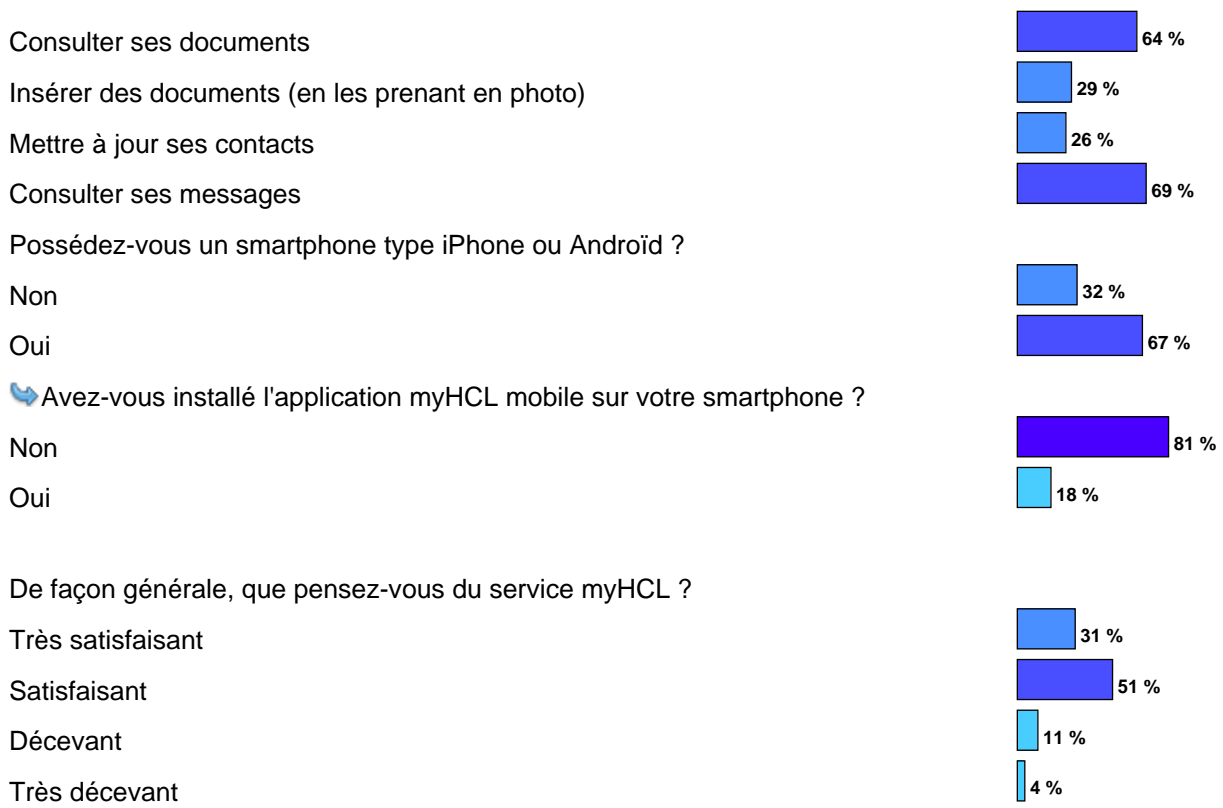 Consulter ses documents 64 %
Insérer des documents (en les prenant en photo) 29 %
Mettre à jour ses contacts 26 %
Consulter ses messages 69 %
Possédez-vous un smartphone type iPhone ou Androïd ?
Non 32 %
Oui 67 %
Avez-vous installé l'application myHCL mobile sur votre smartphone ?
Non 81 %
Oui 18 %
De façon générale, que pensez-vous du service myHCL ?
Très satisfaisant 31 %
Satisfaisant 51 %
Décevant 11 %
Très décevant 4 %